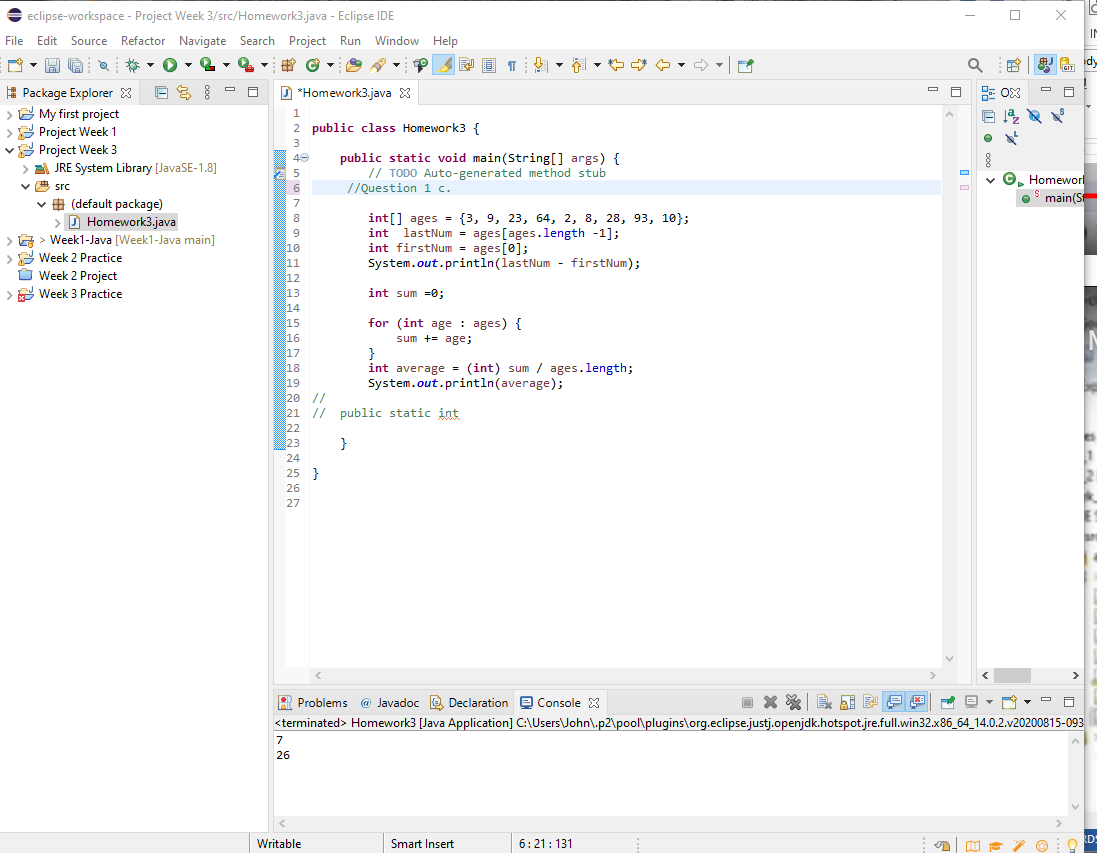 eclipse-workspace - Project Week 3/src/Homework3.java - Eclipse IDE
File Edit Source Refactor Navigate Search Project Run Window Help
Package Explorer
My first project
Project Week 1
Project Week 3
JRE System Library [JavaSE-1.8]
src
(default package)
Homework3.java
> Week1-Java [Week1-Java main]
Week 2 Practice
Week 2 Project
Week 3 Practice
*Homework3.java
1
2 public class Homework3 {
3
4 public static void main(String[] args) {
5 // TODO Auto-generated method stub
6 //Question 1 c.
7
8 int[] ages = {3, 9, 23, 64, 2, 8, 28, 93, 10};
9 int  lastNum = ages[ages.length -1];
10 int firstNum = ages[0];
11 System.out.println(lastNum - firstNum);
12
13 int sum =0;
14
15 for (int age : ages) {
16 sum += age;
17 }
18 int average = (int) sum / ages.length;
19 System.out.println(average);
20 //
21 //  public static int
22
23 }
24
25 }
26
27
Homework
main(St
Problems Javadoc Declaration Console
<terminated> Homework3 [Java Application] C:\Users\John\.p2\pool\plugins\org.eclipse.justj.openjdk.hotspot.jre.full.win32.x86_64_14.0.2.v20200815-093
7
26
Writable Smart Insert 6 : 21 : 131